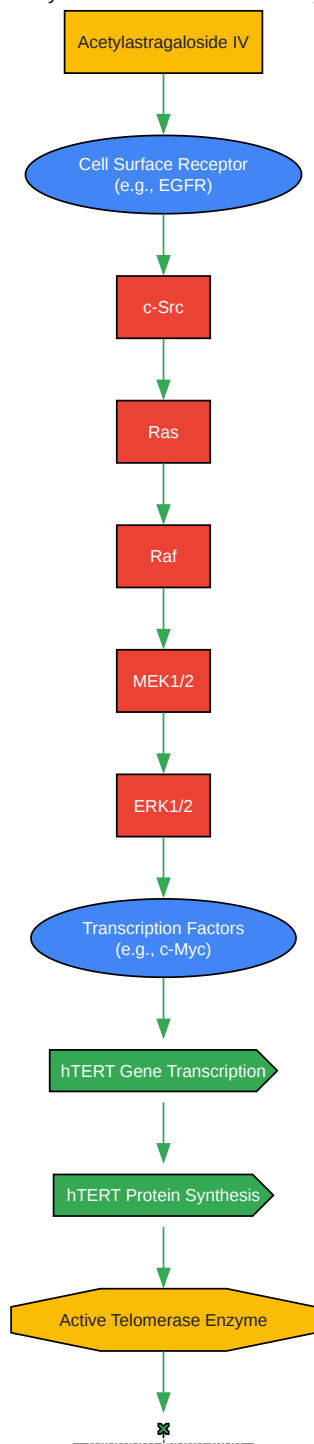 Acetylastragaloside IV
Cell Surface Receptor
(e.g., EGFR)
c-Src
Ras
Raf
MEK1/2
ERK1/2
Transcription Factors
(e.g., c-Myc)
hTERT Gene Transcription
hTERT Protein Synthesis
Active Telomerase Enzyme